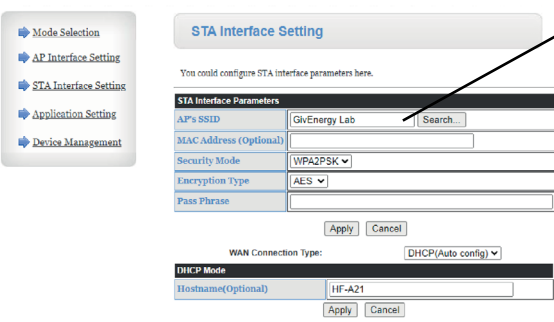 Mode Selection
AP Interface Setting
STA Interface Setting
Application Setting
Device Management
STA Interface Setting
You could configure STA interface parameters here.
STA Interface Parameters
AP's SSID GivEnergy Lab Search...
MAC Address (Optional)
Security Mode WPA2PSK
Encryption Type AES
Pass Phrase
Apply Cancel
WAN Connection Type: DHCP(Auto config)
DHCP Mode
Hostname(Optional) HF-A21
Apply Cancel